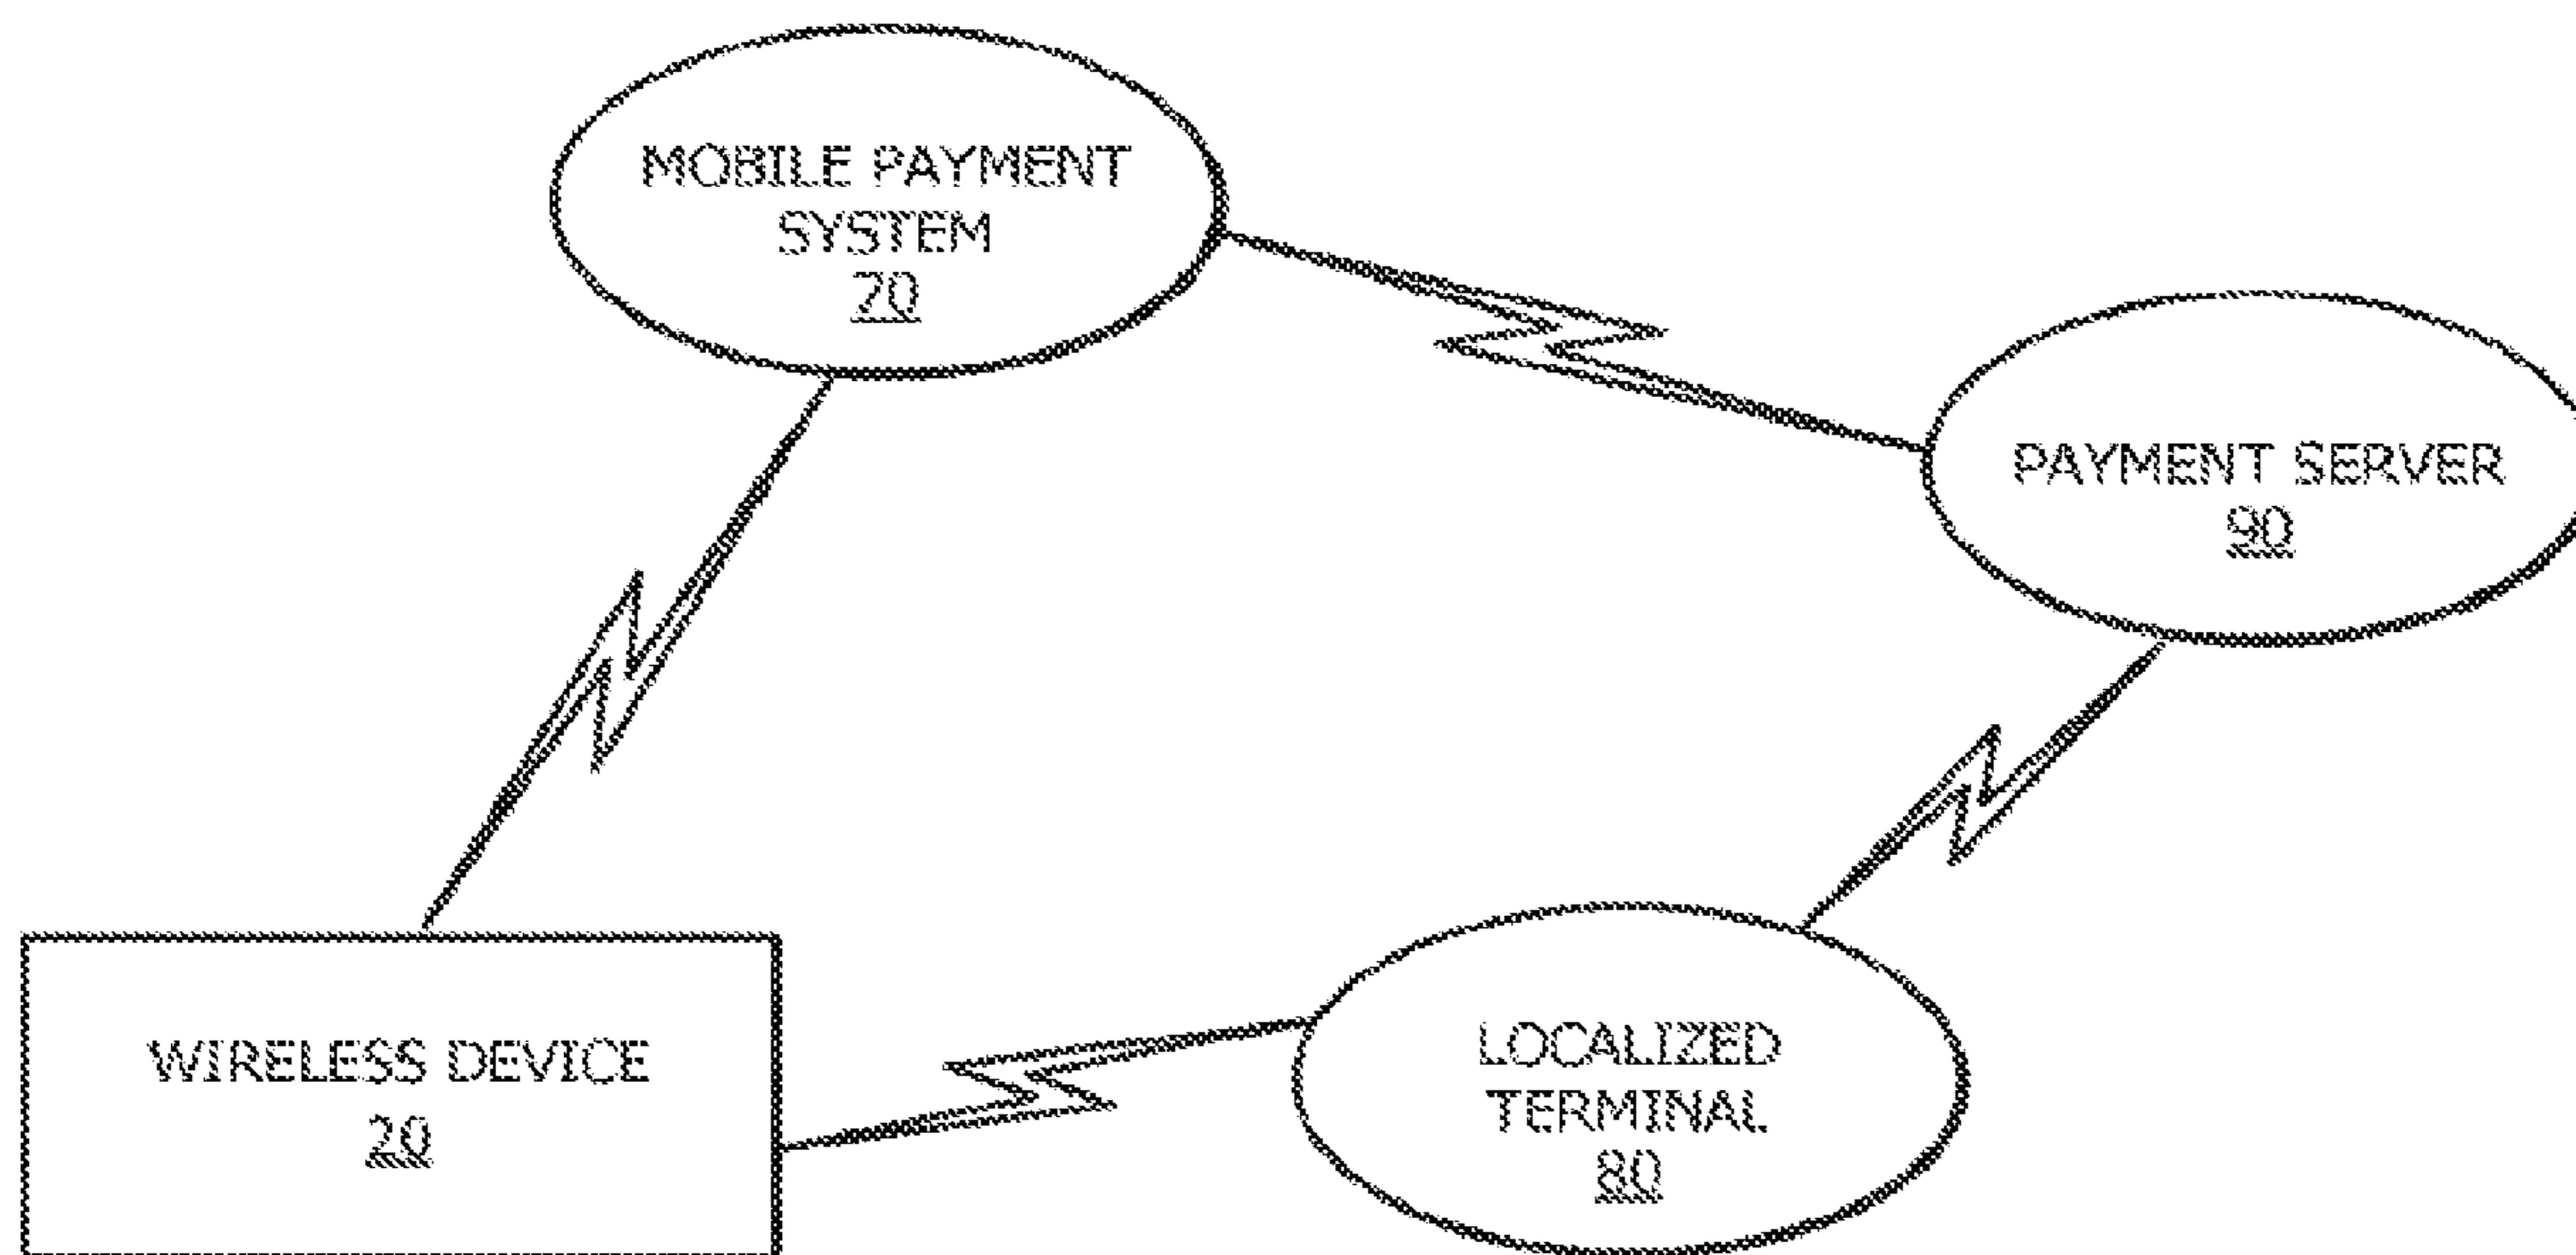 MOBILE PAYMENT
SYSTEM
70
PAYMENT SERVER
90
WIRELESS DEVICE
20
LOCALIZED
TERMINAL
80